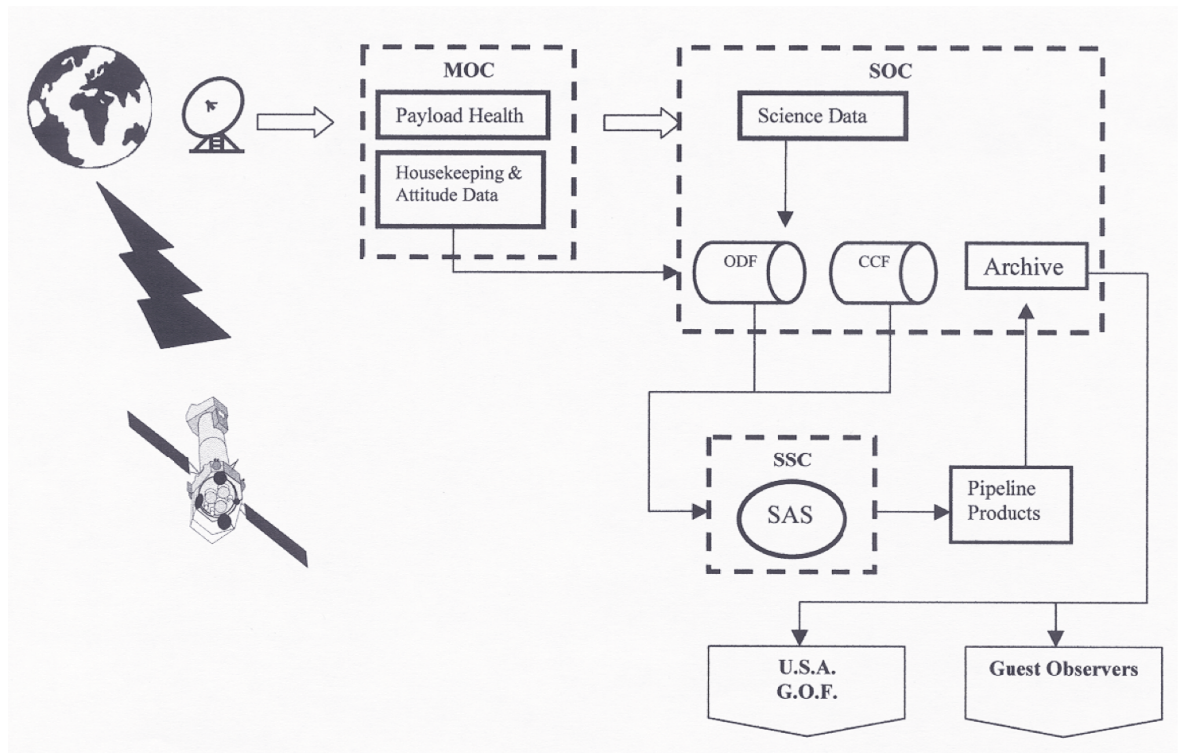 MOC
Payload Health
Housekeeping &
Attitude Data
SOC
Science Data
ODF
CCF
Archive
SSC
SAS
Pipeline
Products
U.S.A.
G.O.F.
Guest Observers